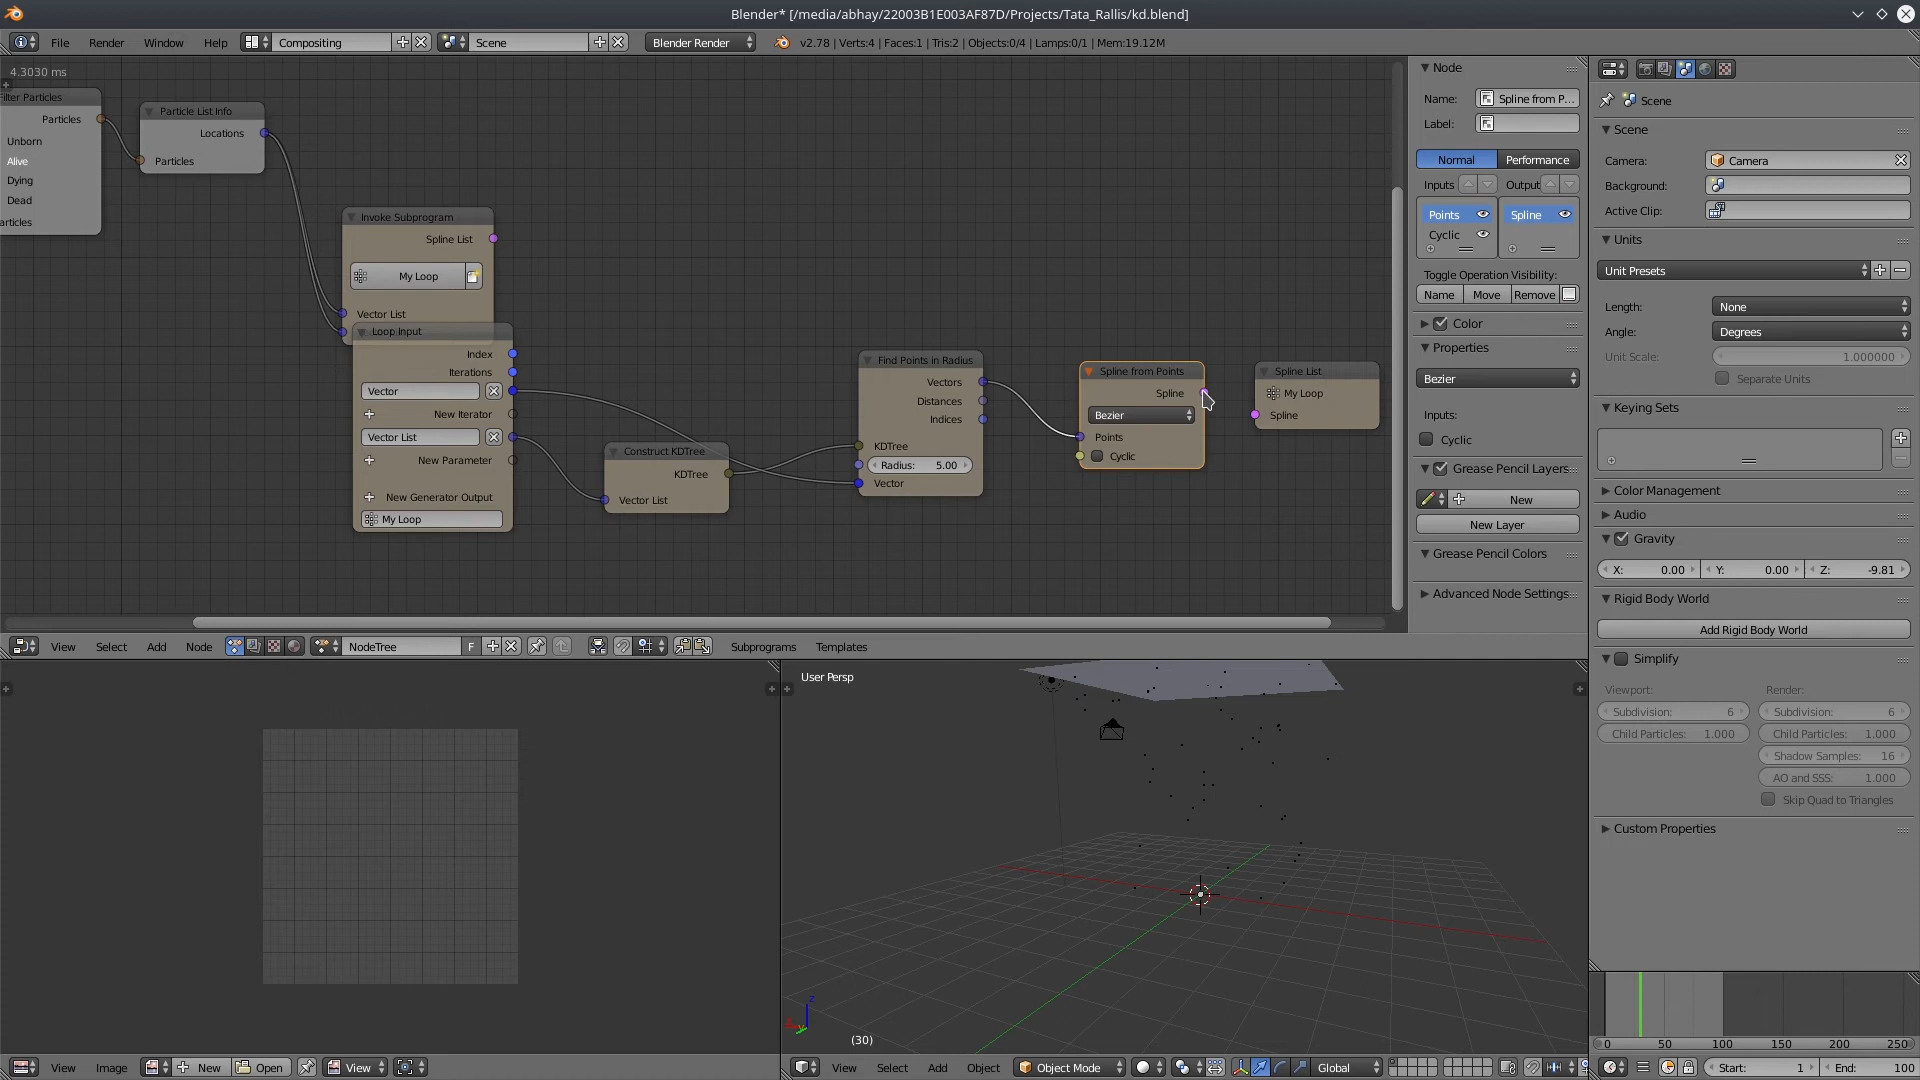 Blender* [/media/abhay/22003B1E003AF87D/Projects/Tata_Rallis/kd.blend]
File Render Window Help Compositing Scene Blender Render v2.78 | Verts:4 | Faces:1 | Tris:2 | Objects:0/4 | Lamps:0/1 | Mem:19.12M
4.3030 ms
Filter Particles
Particles
Unborn
Alive
Dying
Dead
articles
Particle List Info
Locations
Particles
Invoke Subprogram
Spline List
My Loop
Vector List
Loop Input
Index
Iterations
Vector
New Iterator
Vector List
New Parameter
New Generator Output
My Loop
Construct KDTree
KDTree
Vector List
Find Points in Radius
Vectors
Distances
Indices
KDTree
Radius: 5.00
Vector
Spline from Points
Spline
Bezier
Points
Cyclic
Spline List
My Loop
Spline
Node
Name: Spline from P...
Label:
Normal Performance
Inputs Output
Points Spline
Cyclic
Toggle Operation Visibility:
Name Move Remove
Color
Properties
Bezier
Inputs:
Cyclic
Grease Pencil Layers
New
New Layer
Grease Pencil Colors
Advanced Node Settings
Scene
Scene
Camera: Camera
Background:
Active Clip:
Units
Unit Presets
Length: None
Angle: Degrees
Unit Scale: 1.000000
Separate Units
Keying Sets
Color Management
Audio
Gravity
X: 0.00 Y: 0.00 Z: -9.81
Rigid Body World
Add Rigid Body World
Simplify
Viewport: Render:
Subdivision: 6 Subdivision: 6
Child Particles: 1.000 Child Particles: 1.000
Shadow Samples: 16
AO and SSS: 1.000
Skip Quad to Triangles
Custom Properties
View Select Add Node NodeTree F Subprograms Templates
User Persp
z
(30)
0 50 100 150 200 250
View Image New Open View
View Select Add Object Object Mode Global
Start: 1 End: 100